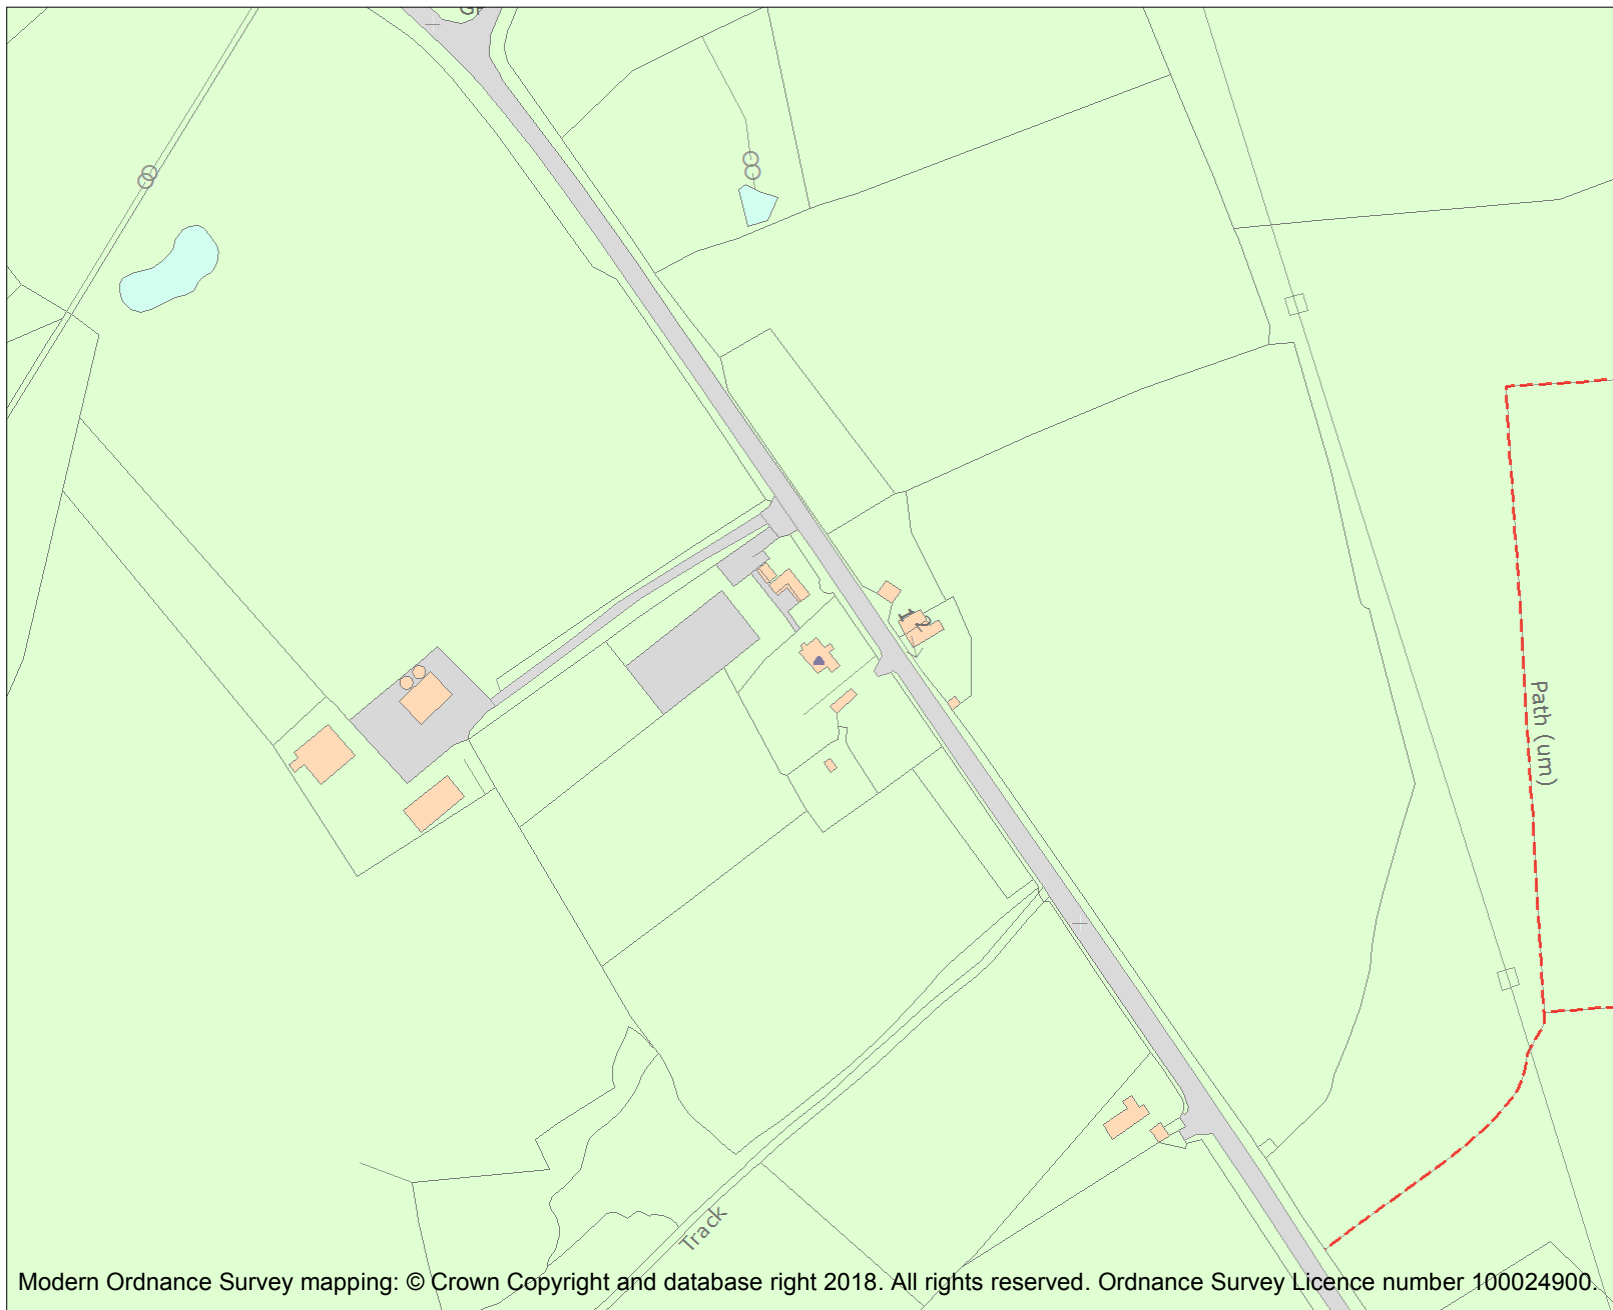 12
Path (um)
Track
Modern Ordnance Survey mapping: © Crown Copyright and database right 2018. All rights reserved. Ordnance Survey Licence number 100024900.